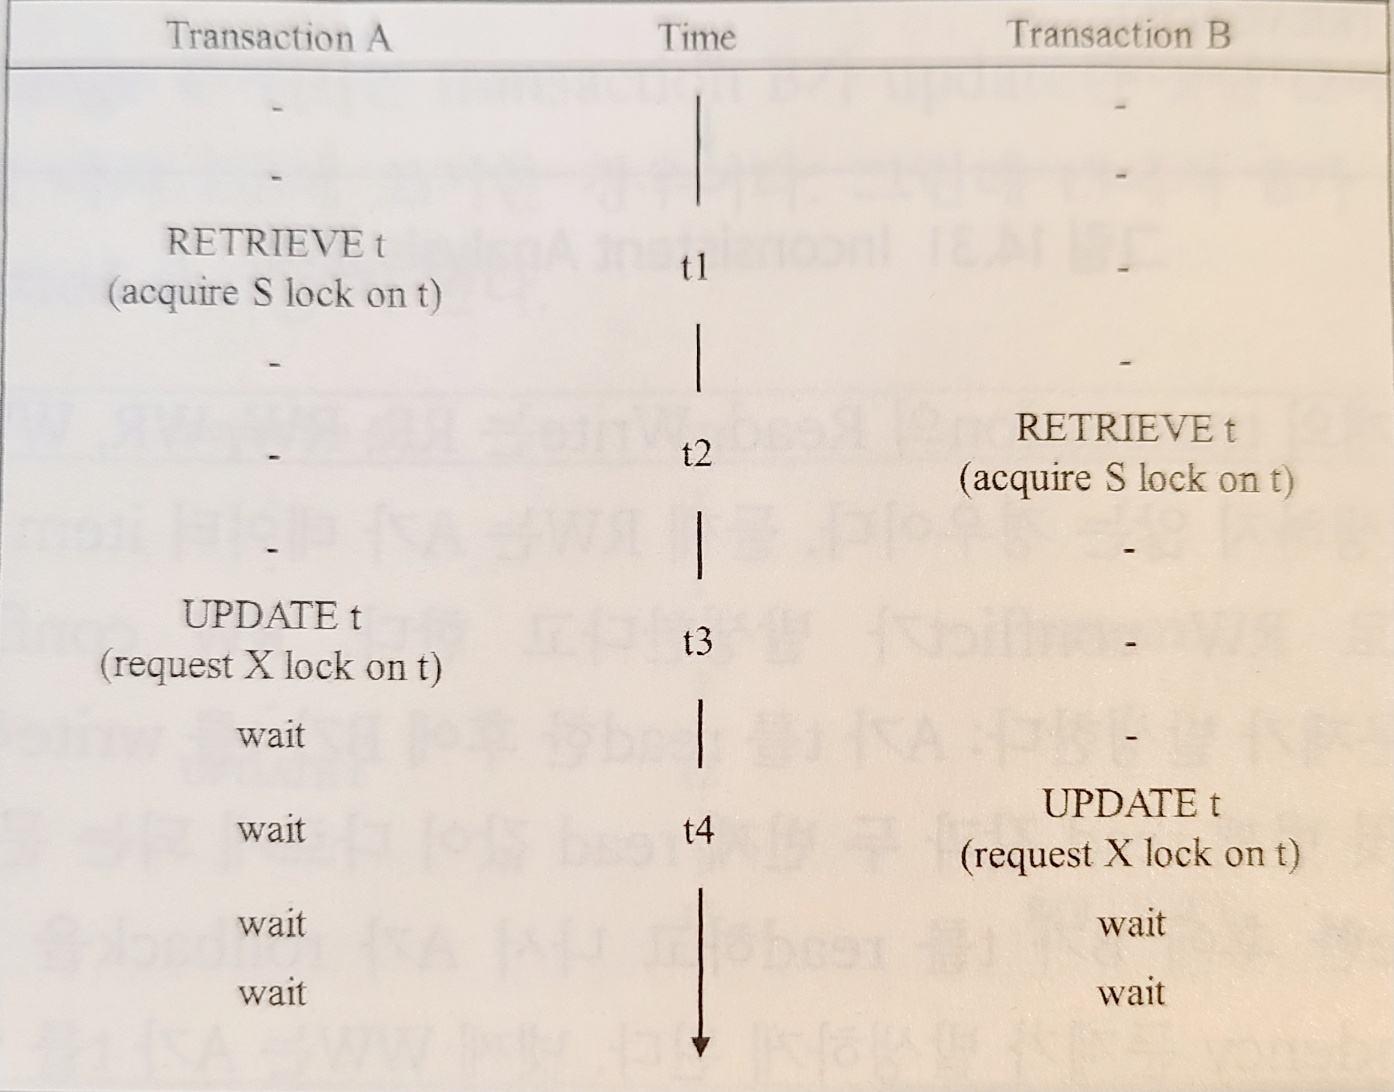 Transaction A Time Transaction B
- -
- -
RETRIEVE t
(acquire S lock on t) t1 -
- -
- t2 RETRIEVE t
(acquire S lock on t)
- -
UPDATE t
(request X lock on t) t3 -
wait -
wait t4 UPDATE t
(request X lock on t)
wait wait
wait wait